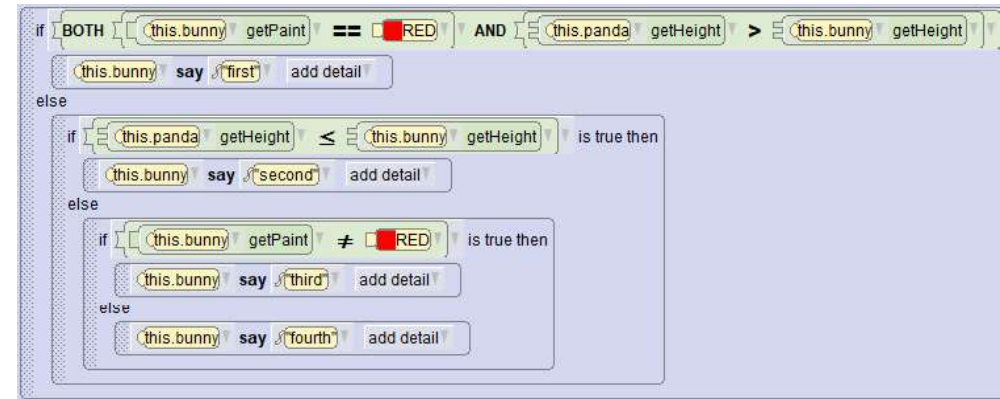 if BOTH this.bunny getPaint == RED AND this.panda getHeight > this.bunny getHeight
this.bunny say "first" add detail
else
if this.panda getHeight ≤ this.bunny getHeight is true then
this.bunny say "second" add detail
else
if this.bunny getPaint ≠ RED is true then
this.bunny say "third" add detail
else
this.bunny say "fourth" add detail